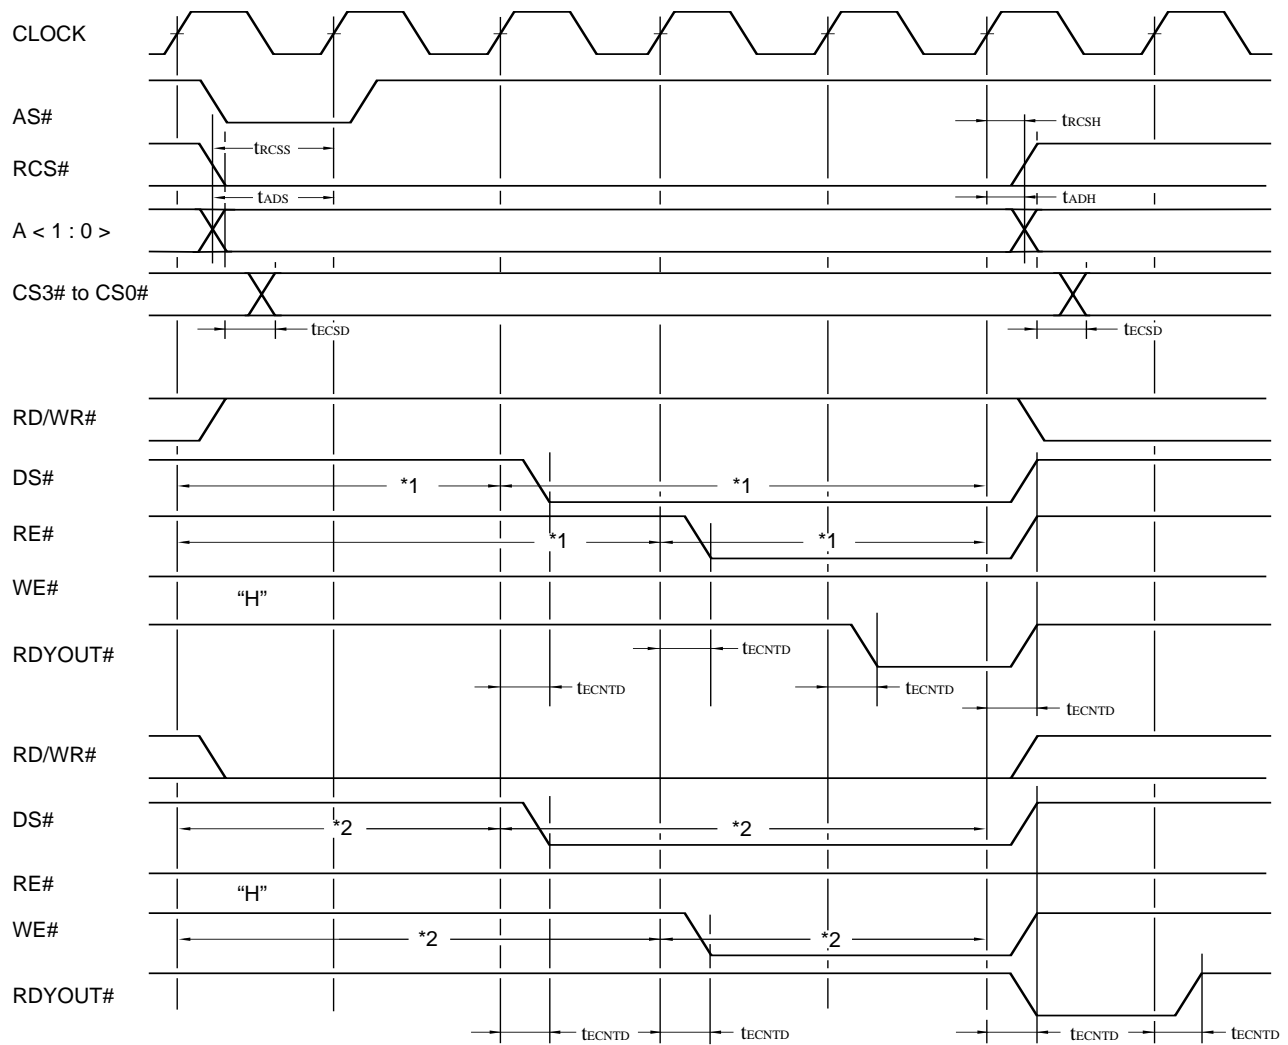 CLOCK
AS#
tRCSH
tRCSS
RCS#
tADS
tADH
A < 1 : 0 >
CS3# to CS0#
tECSD
tECSD
RD/WR#
DS#
*1
*1
RE#
*1
*1
WE#
“H”
RDYOUT#
tECNTD
tECNTD
tECNTD
tECNTD
RD/WR#
DS#
*2
*2
RE#
“H”
WE#
*2
*2
RDYOUT#
tECNTD
tECNTD
tECNTD
tECNTD